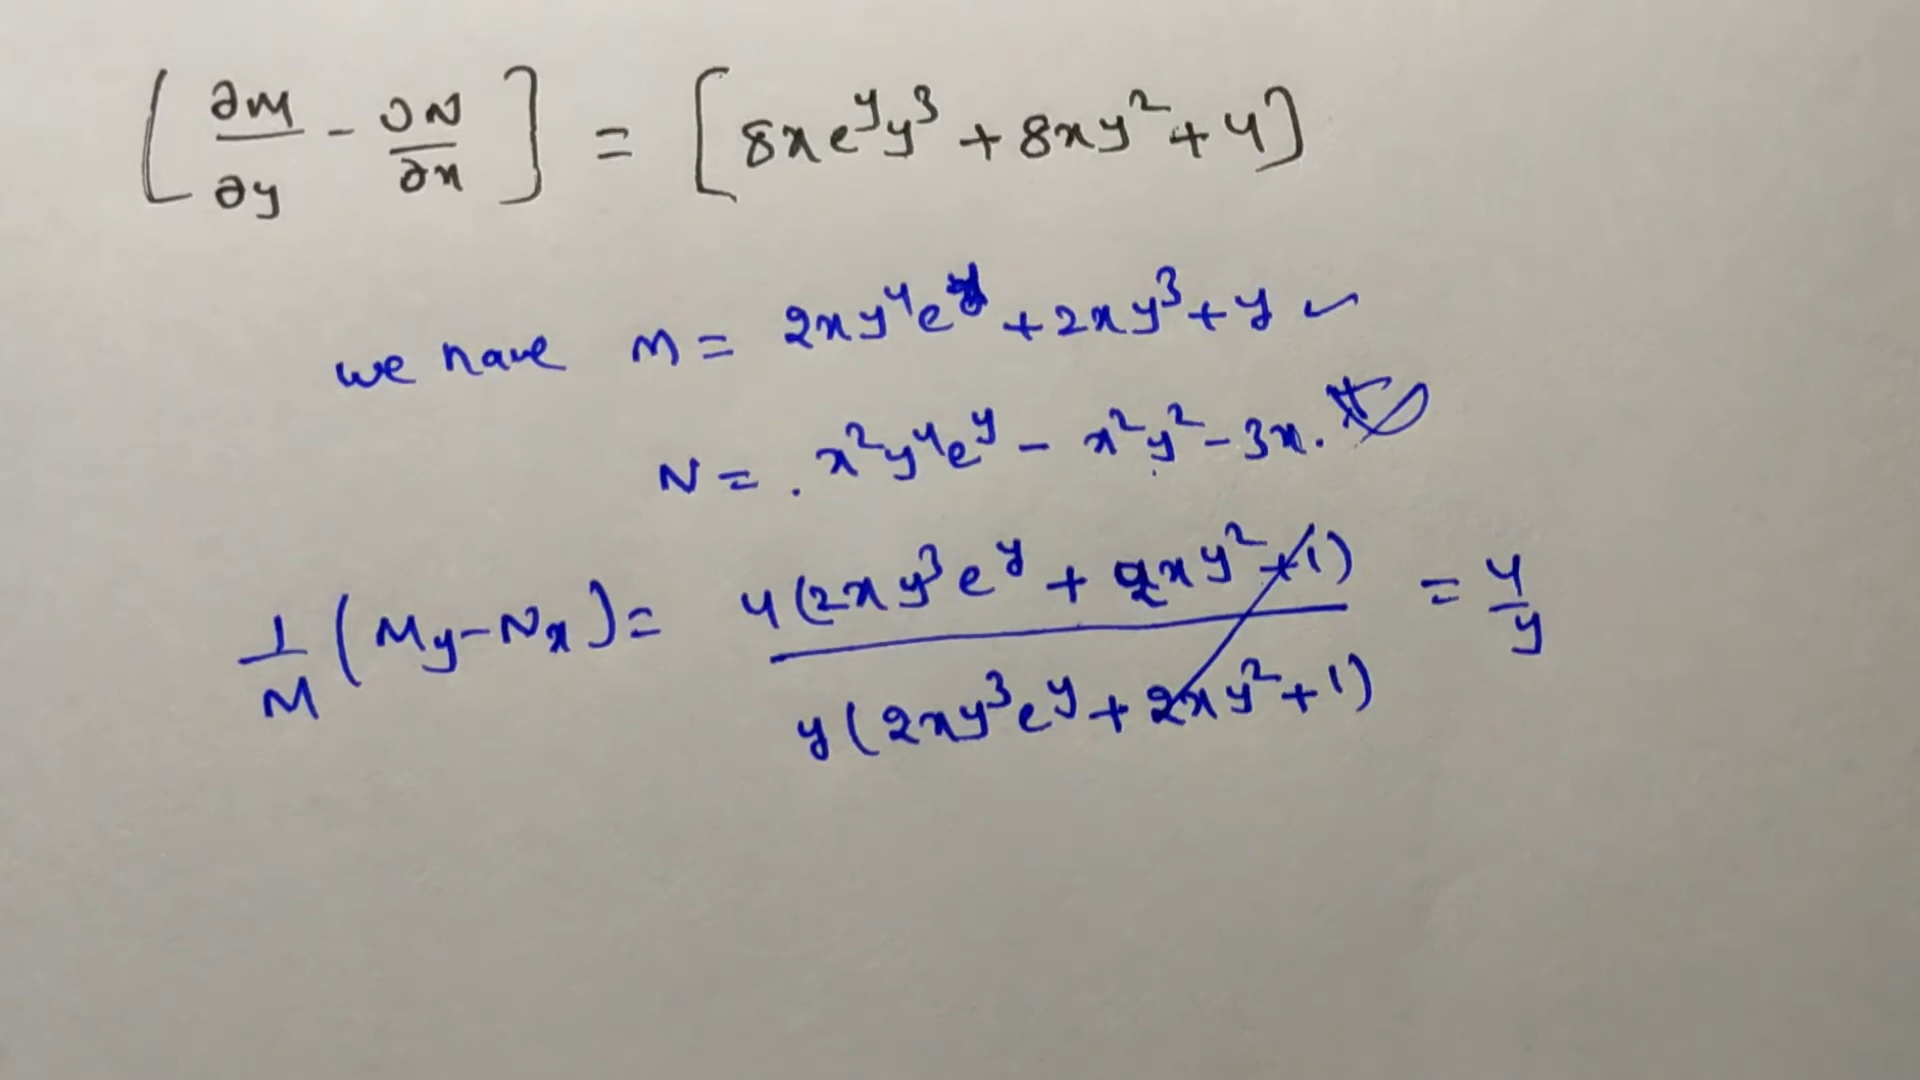 [∂M/∂y - ∂N/∂x] = [8xe^y y^3 + 8xy^2 + 4]
we have M = 2xy^4e^y + 2xy^3 + y ✓
N = . x^2y^4e^y - x^2y^2 - 3x.
1/M (My - Nx) = 4(2xy^3e^y + 2xy^2 + 1) / y(2xy^3e^y + 2xy^2 + 1) = 4/y